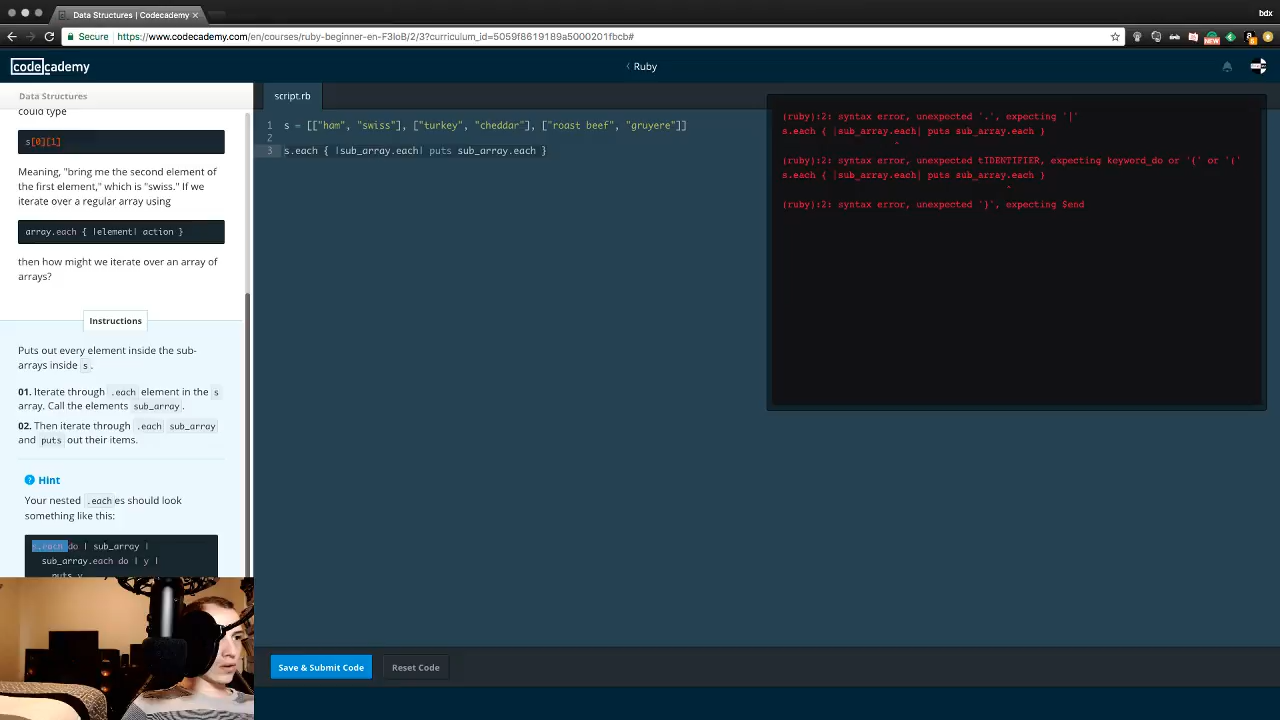 Data Structures | Codecademy
bdx
Secure https://www.codecademy.com/en/courses/ruby-beginner-en-F3loB/2/3?curriculum_id=5059f8619189a5000201fbcb#
NEW
codecademy
Ruby
Data Structures
script.rb
could type
s[0][1]
Meaning, "bring me the second element of
the first element," which is "swiss." If we
iterate over a regular array using
array.each { |element| action }
then how might we iterate over an array of
arrays?
Instructions
Puts out every element inside the sub-
arrays inside s.
01. Iterate through .each element in the s
array. Call the elements sub_array.
02. Then iterate through .each sub_array
and puts out their items.
Hint
Your nested .eaches should look
something like this:
s.each do | sub_array |
sub_array.each do | y |
puts y
1 s = [["ham", "swiss"], ["turkey", "cheddar"], ["roast beef", "gruyere"]]
2
3 s.each { |sub_array.each| puts sub_array.each }
(ruby):2: syntax error, unexpected '.', expecting '|'
s.each { |sub_array.each| puts sub_array.each }
^
(ruby):2: syntax error, unexpected tIDENTIFIER, expecting keyword_do or '{' or '('
s.each { |sub_array.each| puts sub_array.each }
^
(ruby):2: syntax error, unexpected '}', expecting $end
Save & Submit Code
Reset Code